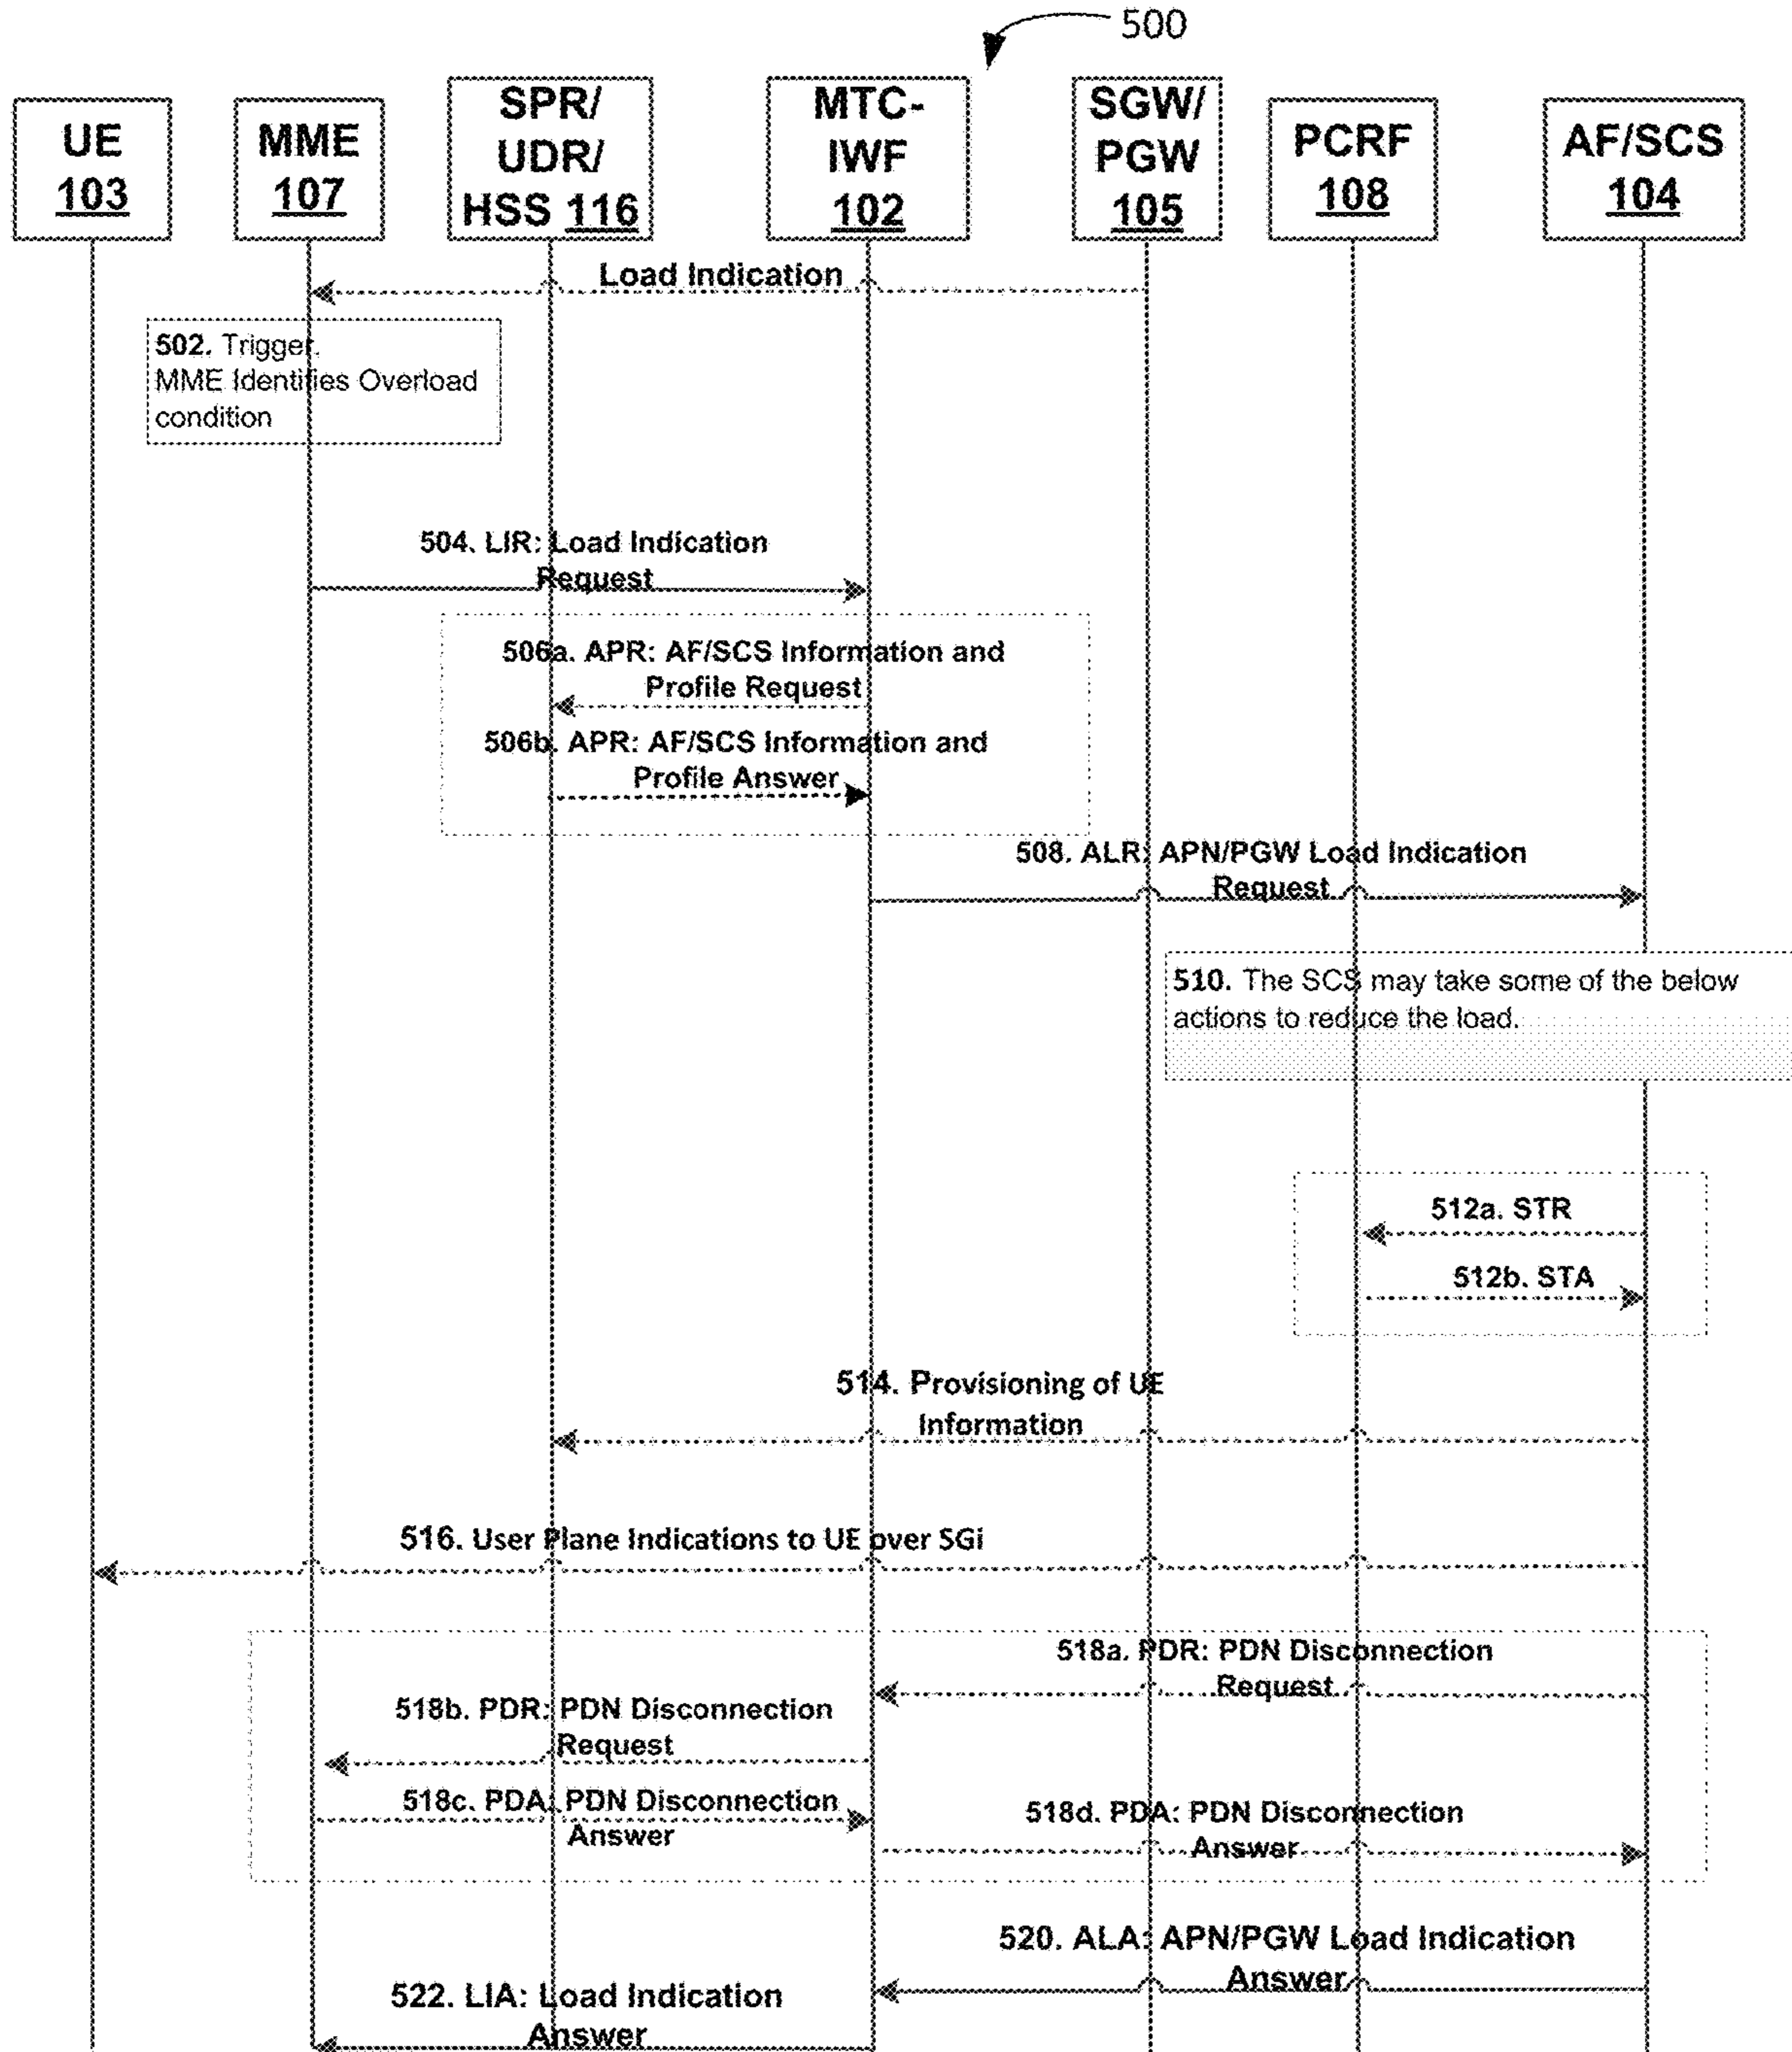 500
UE
103
MME
107
SPR/
UDR/
HSS 116
MTC-
IWF
102
SGW/
PGW
105
PCRF
108
AF/SCS
104
Load Indication
502. Trigger.
MME Identifies Overload
condition
504. LIR: Load Indication
Request
506a. APR: AF/SCS Information and
Profile Request
506b. APR: AF/SCS Information and
Profile Answer
508. ALR: APN/PGW Load Indication
Request
510. The SCS may take some of the below
actions to reduce the load.
512a. STR
512b. STA
514. Provisioning of UE
Information
516. User Plane Indications to UE over SGi
518a. PDR: PDN Disconnection
Request
518b. PDR: PDN Disconnection
Request
518c. PDA: PDN Disconnection
Answer
518d. PDA: PDN Disconnection
Answer
520. ALA: APN/PGW Load Indication
Answer
522. LIA: Load Indication
Answer